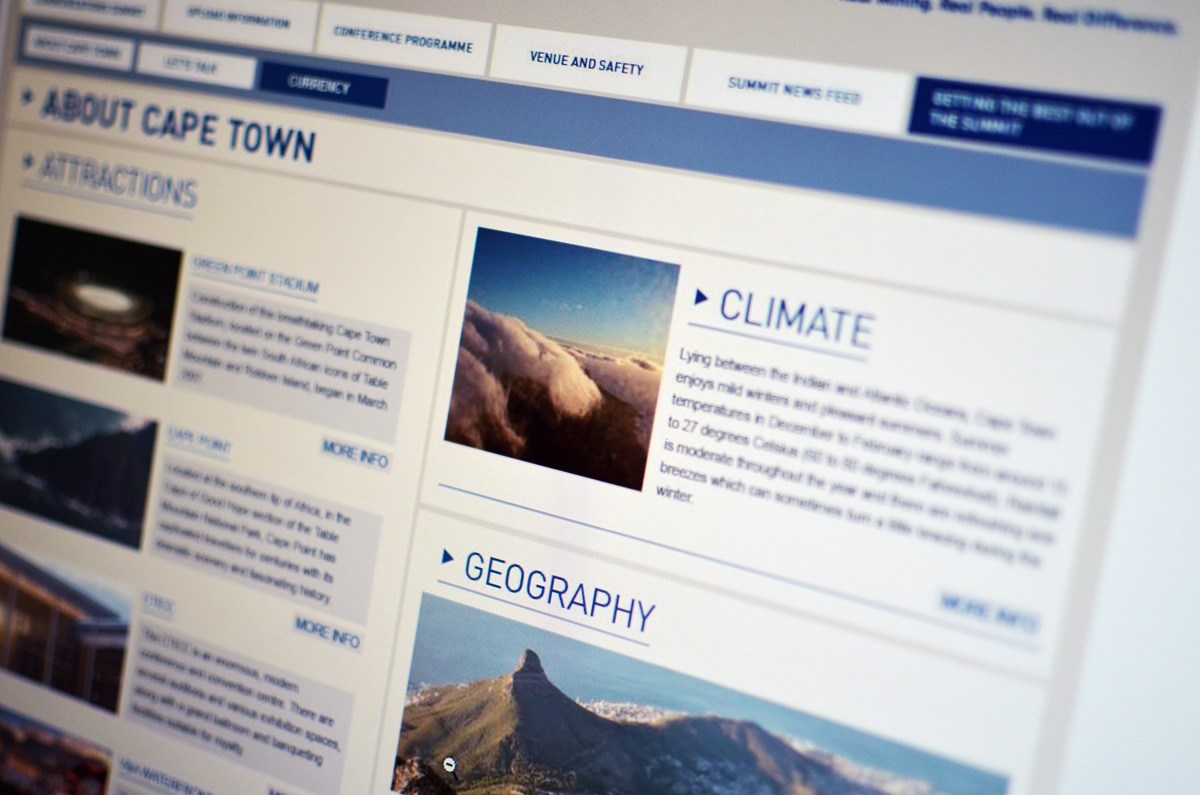 Mining. Real People. Real Difference.
UPLOAD INFORMATION
CONFERENCE PROGRAMME
VENUE AND SAFETY
SUMMIT NEWS FEED
GETTING THE BEST OUT OF
THE SUMMIT
ABOUT CAPE TOWN
LET'S TALK
CURRENCY
ABOUT CAPE TOWN
ATTRACTIONS
GREEN POINT STADIUM
Construction of the breathtaking Cape Town
Stadium, located on the Green Point Common
between the twin South African icons of Table
Mountain and Robben Island, began in March
2007
MORE INFO
CAPE POINT
Located at the southern tip of Africa, in the
Cape of Good Hope section of the Table
Mountain National Park, Cape Point has
captivated travellers for centuries with its
dramatic scenery and fascinating history
MORE INFO
CTICC
The CTICC is an enormous, modern
conference and convention centre. There are
several auditoria and various exhibition spaces,
along with a grand ballroom and banqueting
facilities suitable for royalty.
V&A WATERFRONT
CLIMATE
Lying between the Indian and Atlantic Oceans, Cape Town
enjoys mild winters and pleasant summers. Summer
temperatures in December to February range from around 15
to 27 degrees Celsius (60 to 80 degrees Fahrenheit). Rainfall
is moderate throughout the year and there are refreshing sea
breezes which can sometimes turn a little bracing during the
winter.
MORE INFO
GEOGRAPHY